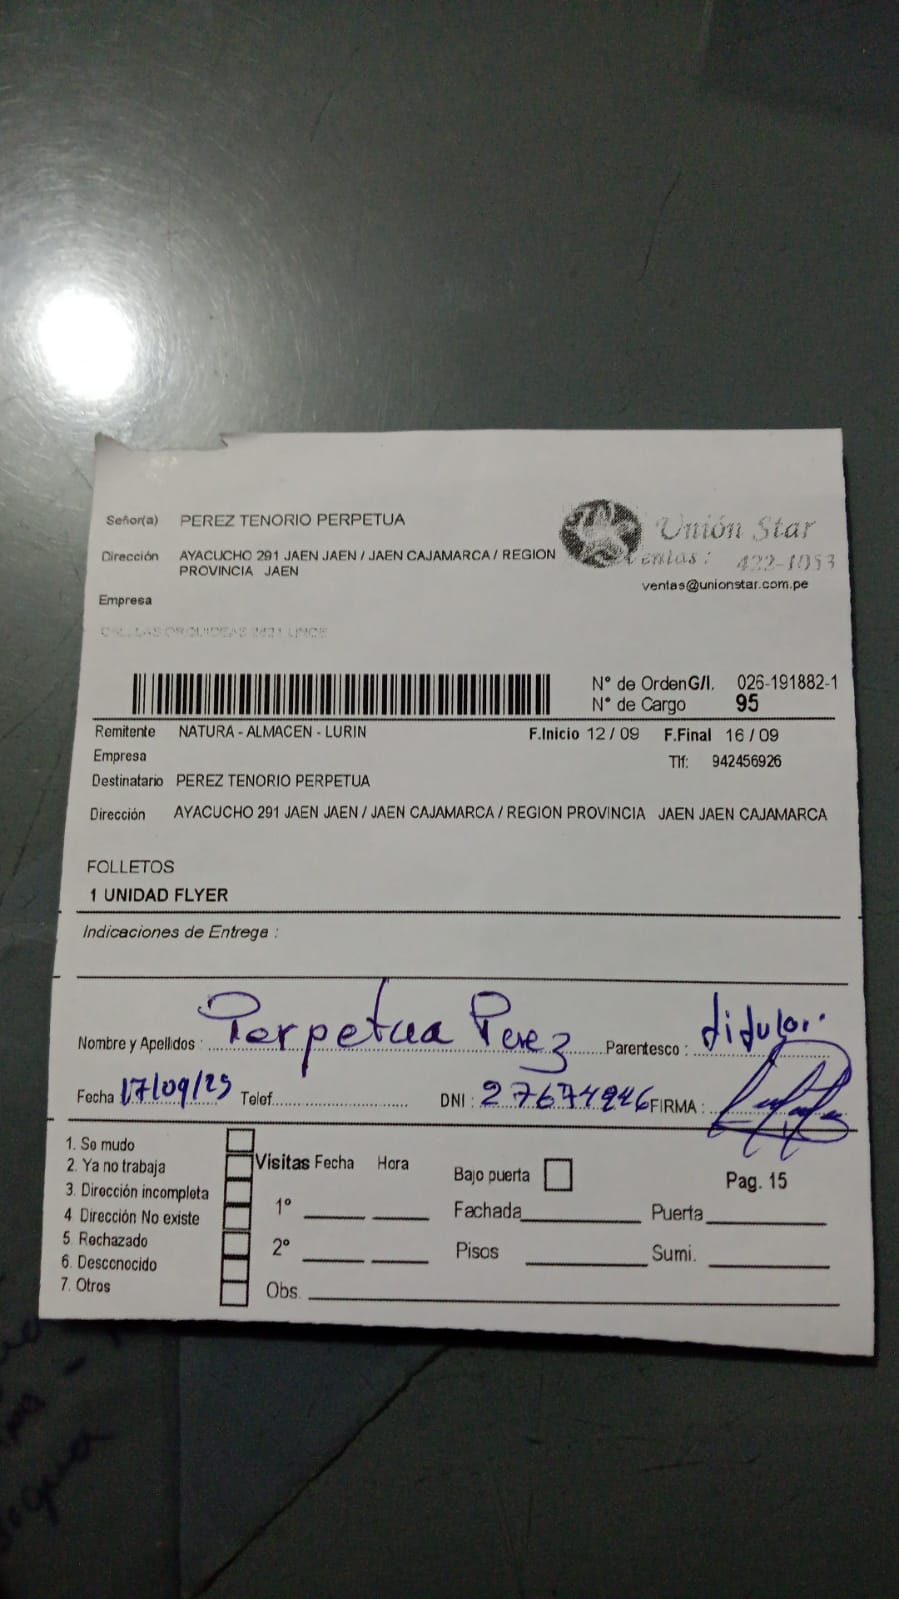 Señor(a) PEREZ TENORIO PERPETUA
Unión Star
Dirección AYACUCHO 291 JAEN JAEN / JAEN CAJAMARCA / REGION
PROVINCIA JAEN
Ventas: 422-1053
ventas@unionstar.com.pe
Empresa
CALL LAS ORQUIDEAS 2421 LINCE
N° de Orden G/I. 026-191882-1
N° de Cargo 95
Remitente NATURA - ALMACEN - LURIN F.Inicio 12 / 09 F.Final 16 / 09
Empresa Tlf: 942456926
Destinatario PEREZ TENORIO PERPETUA
Dirección AYACUCHO 291 JAEN JAEN / JAEN CAJAMARCA / REGION PROVINCIA JAEN JAEN CAJAMARCA
FOLLETOS
1 UNIDAD FLYER
Indicaciones de Entrega :
Nombre y Apellidos : Perpetua Perez Parentesco :
Fecha 17/09/25 Telef. DNI : 27674946 FIRMA :
1. Se mudo
2. Ya no trabaja
3. Dirección incompleta
4 Dirección No existe
5 Rechazado
6. Desconocido
7. Otros
Visitas Fecha Hora
1°
2°
Obs.
Bajo puerta
Pag. 15
Fachada Puerta
Pisos Sumi.